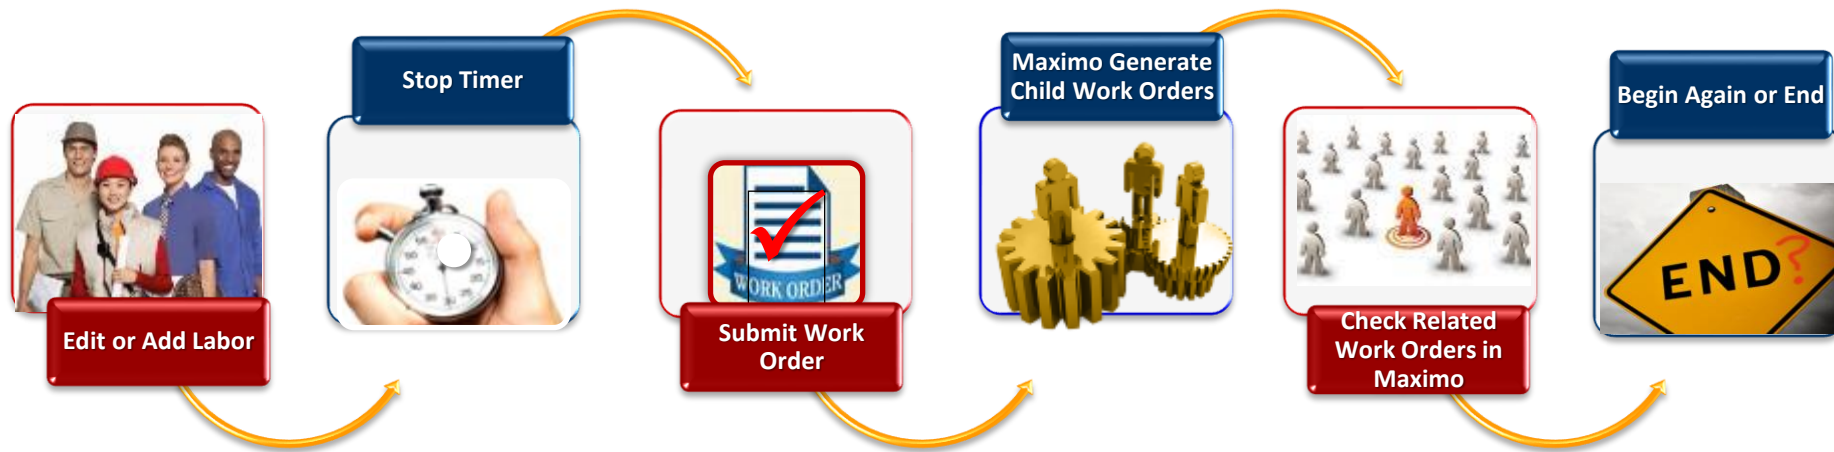 Edit or Add Labor
Stop Timer
WORK ORDER
Submit Work
Order
Maximo Generate
Child Work Orders
Check Related
Work Orders in
Maximo
Begin Again or End
END?